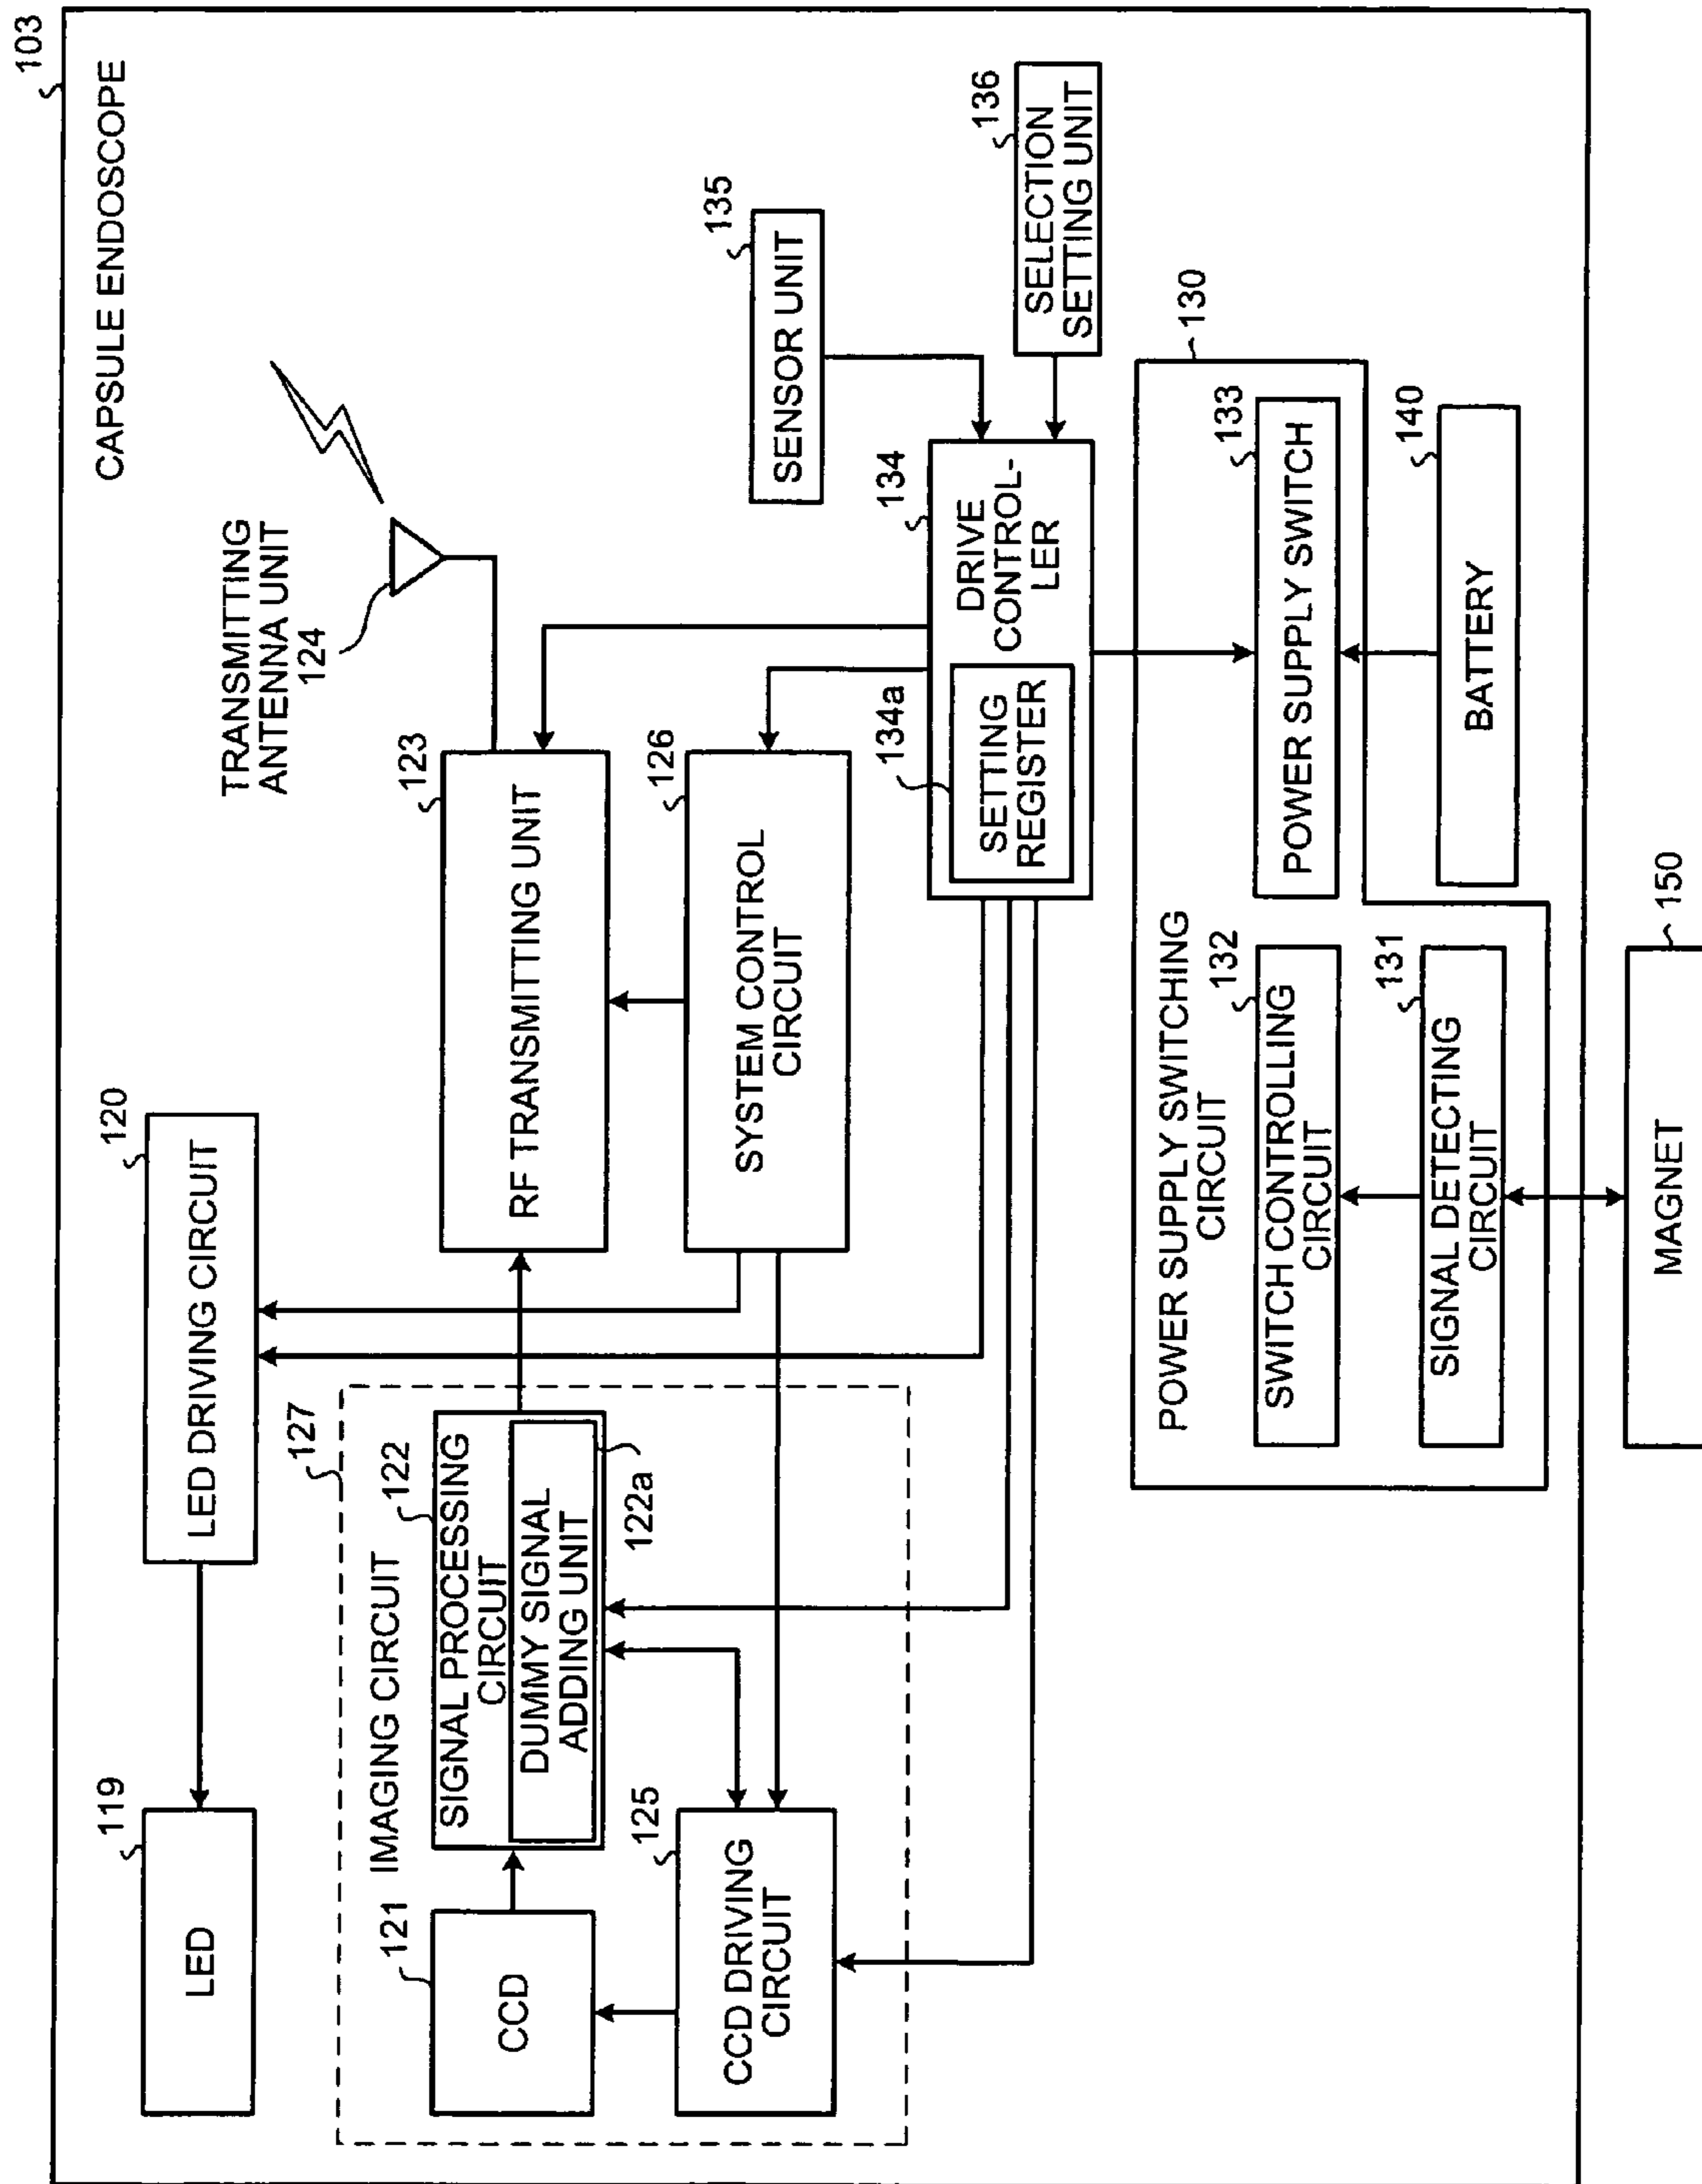 103
CAPSULE ENDOSCOPE
119
LED
120
LED DRIVING CIRCUIT
TRANSMITTING
ANTENNA UNIT
124
127
IMAGING CIRCUIT
121
CCD
122
SIGNAL PROCESSING
CIRCUIT
DUMMY SIGNAL
ADDING UNIT
122a
123
RF TRANSMITTING UNIT
125
CCD DRIVING
CIRCUIT
126
SYSTEM CONTROL
CIRCUIT
135
SENSOR UNIT
134
DRIVE
CONTROL-
LER
134a
SETTING
REGISTER
136
SELECTION
SETTING UNIT
130
POWER SUPPLY SWITCHING
CIRCUIT
132
SWITCH CONTROLLING
CIRCUIT
133
POWER SUPPLY SWITCH
131
SIGNAL DETECTING
CIRCUIT
140
BATTERY
150
MAGNET